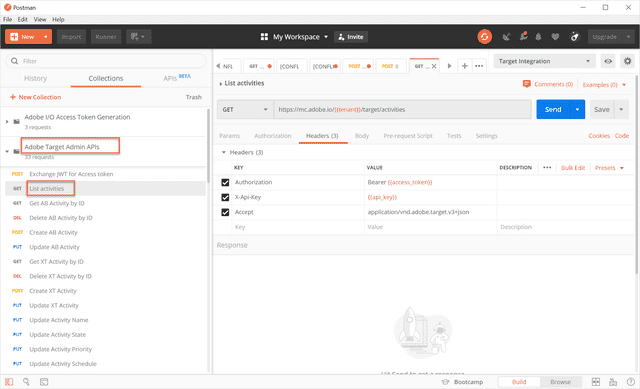 Postman
File Edit View Help
New Import Runner My Workspace Invite Upgrade
Filter
History Collections APIs BETA
New Collection Trash
Adobe I/O Access Token Generation
3 requests
Adobe Target Admin APIs
33 requests
POST Exchange JWT for Access token
GET List activities
GET Get AB Activity by ID
DEL Delete AB Activity by ID
POST Create AB Activity
PUT Update AB Activity
GET Get XT Activity by ID
DEL Delete XT Activity by ID
POST Create XT Activity
PUT Update XT Activity
PUT Update Activity Name
PUT Update Activity State
PUT Update Activity Priority
PUT Update Activity Schedule
NFL GET ... [CONF [CONFL POST ... POST () GET ... Target Integration
List activities Comments (0) Examples (0)
GET https://mc.adobe.io/{{tenant}}/target/activities Send Save
Params Authorization Headers (3) Body Pre-request Script Tests Settings Cookies Code
Headers (3)
KEY VALUE DESCRIPTION Bulk Edit Presets
Authorization Bearer {{access_token}}
X-Api-Key {{api_key}}
Accept application/vnd.adobe.target.v3+json
Key Value Description
Response
Bootcamp Build Browse